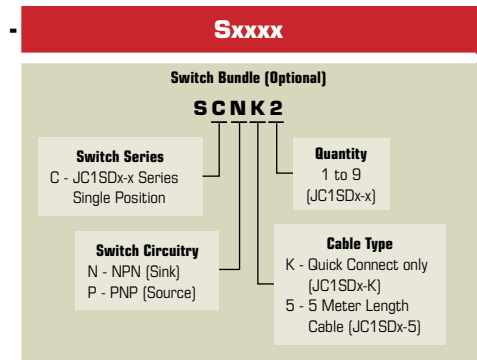 - Sxxxx
Switch Bundle (Optional)
S C N K 2
Switch Series
C - JC1SDx-x Series
Single Position
Quantity
1 to 9
(JC1SDx-x)
Switch Circuitry
N - NPN (Sink)
P - PNP (Source)
Cable Type
K - Quick Connect only
(JC1SDx-K)
5 - 5 Meter Length
Cable (JC1SDx-5)